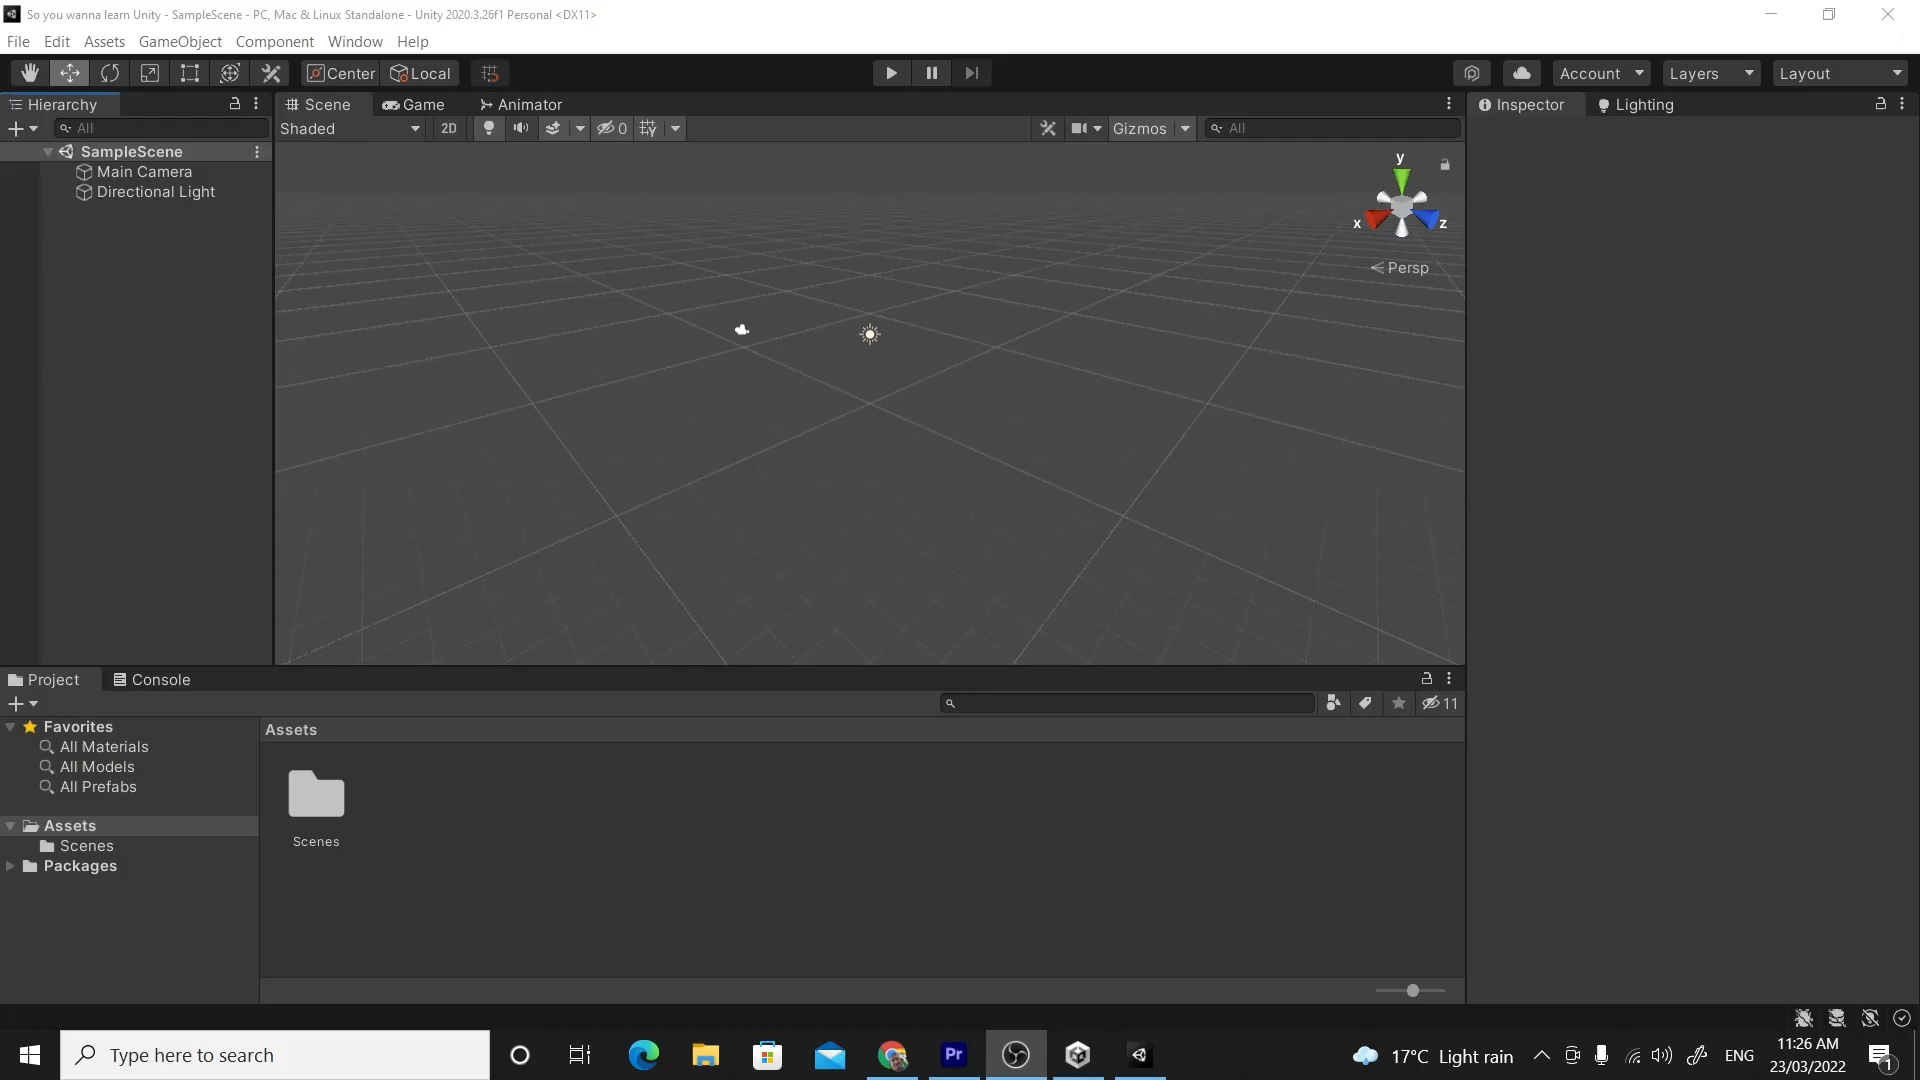 So you wanna learn Unity - SampleScene - PC, Mac & Linux Standalone - Unity 2020.3.26f1 Personal <DX11>
File Edit Assets GameObject Component Window Help
Center Local Account Layers Layout
Hierarchy Scene Game Animator Inspector Lighting
All Shaded 2D 0 Gizmos All
SampleScene
Main Camera
Directional Light
y
x z
Persp
Project Console
11
Favorites
All Materials
All Models
All Prefabs
Assets
Scenes
Packages
Assets
Scenes
Type here to search
Pr
17°C Light rain
ENG
11:26 AM
23/03/2022
1